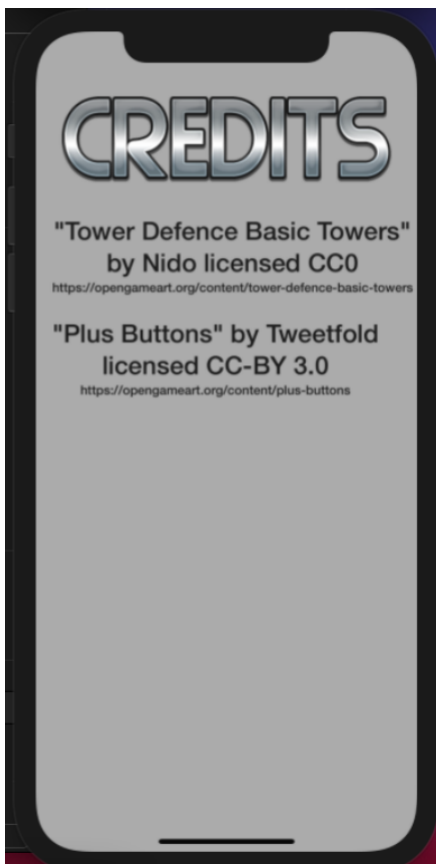 CREDITS
"Tower Defence Basic Towers"
by Nido licensed CC0
https://opengameart.org/content/tower-defence-basic-towers
"Plus Buttons" by Tweetfold
licensed CC-BY 3.0
https://opengameart.org/content/plus-buttons